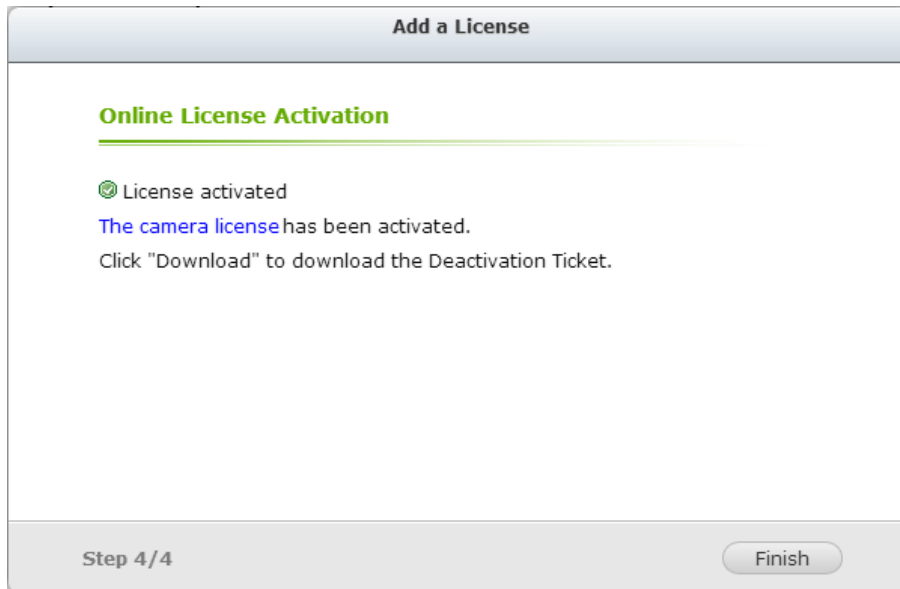 Add a License
Online License Activation
License activated
The camera license has been activated.
Click "Download" to download the Deactivation Ticket.
Step 4/4
Finish